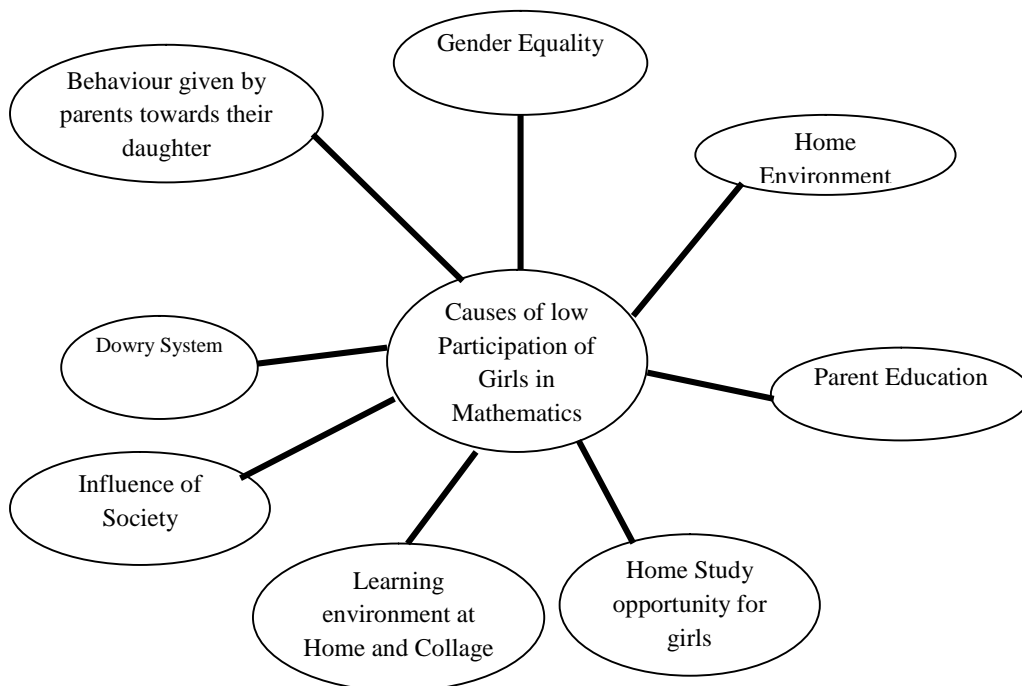 Gender Equality
Behaviour given by
parents towards their
daughter
Home
Environment
Causes of low
Participation of
Girls in
Mathematics
Dowry System
Parent Education
Influence of
Society
Learning
environment at
Home and Collage
Home Study
opportunity for
girls